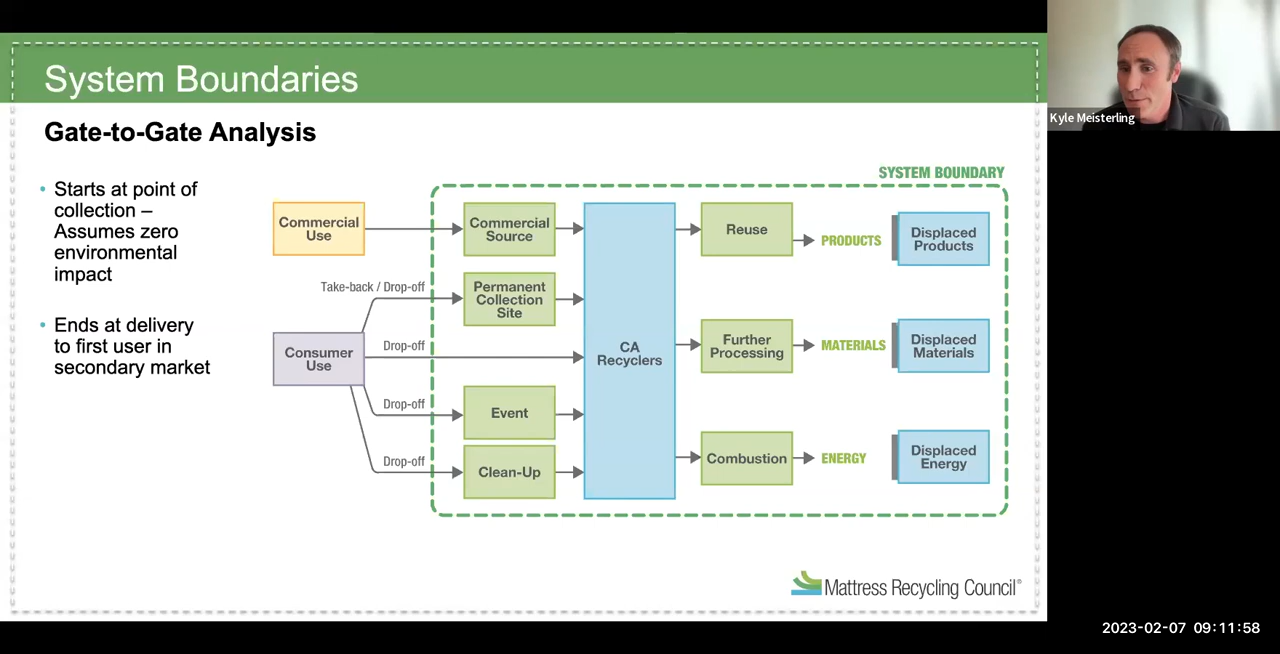 System Boundaries
Gate-to-Gate Analysis
• Starts at point of
collection –
Assumes zero
environmental
impact
• Ends at delivery
to first user in
secondary market
SYSTEM BOUNDARY
Commercial
Use
Consumer
Use
Take-back / Drop-off
Drop-off
Drop-off
Drop-off
Commercial
Source
Permanent
Collection
Site
Event
Clean-Up
CA
Recyclers
Reuse
Further
Processing
Combustion
PRODUCTS
MATERIALS
ENERGY
Displaced
Products
Displaced
Materials
Displaced
Energy
Mattress Recycling Council®
Kyle Meisterling
2023-02-07 09:11:58